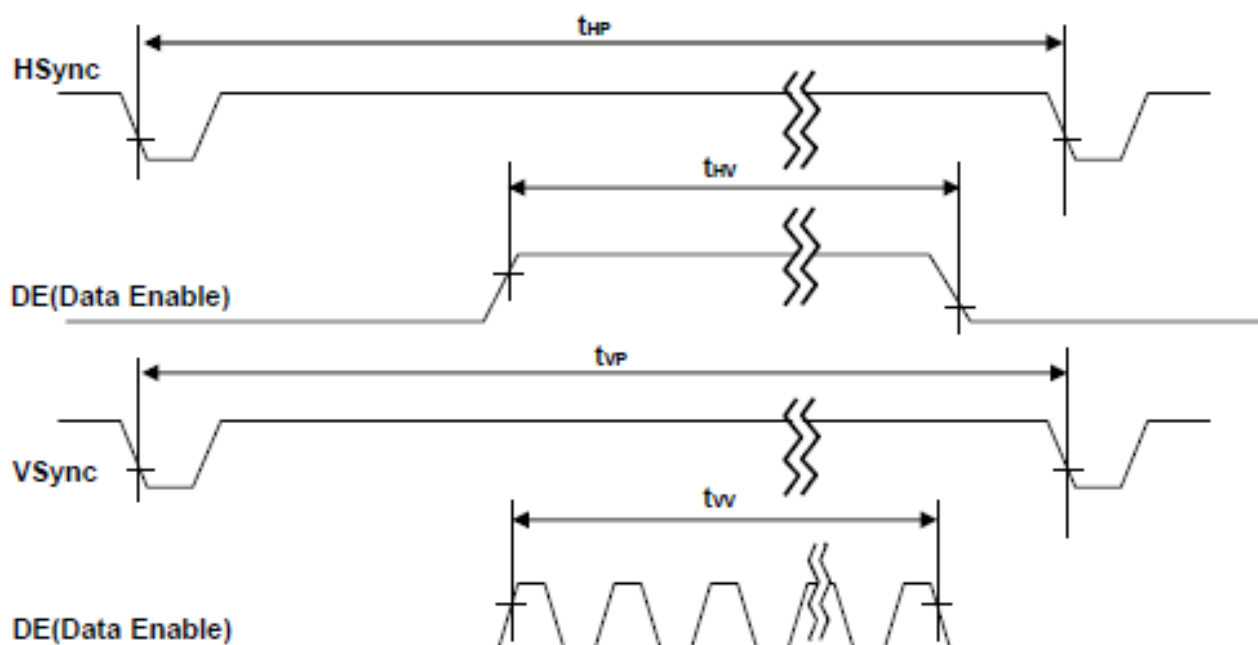 tHP
HSync
tHV
DE(Data Enable)
tVP
VSync
tVV
DE(Data Enable)